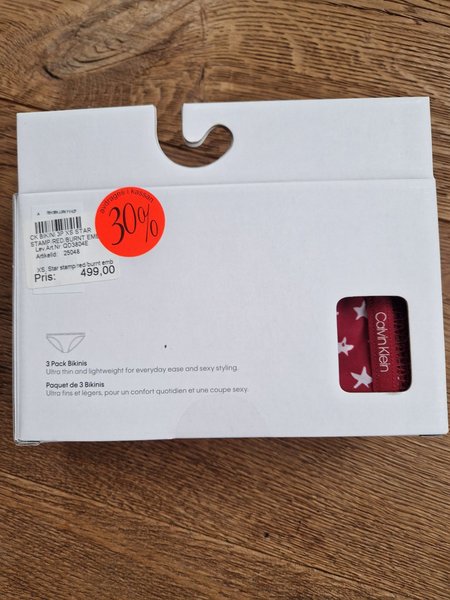 CK BIKINI 3P XS STAR
STAMP/RED/BURNT EMB
Lev.Art.Nr QD3804E
Artikelid: 25048
XS, Star stamp/red/burnt emb
Pris: 499,00
avdrages i kassan
30%
Calvin Klein
3 Pack Bikinis
Ultra thin and lightweight for everyday ease and sexy styling.
Paquet de 3 Bikinis
Ultra fins et légers, pour un confort quotidien et une coupe sexy.